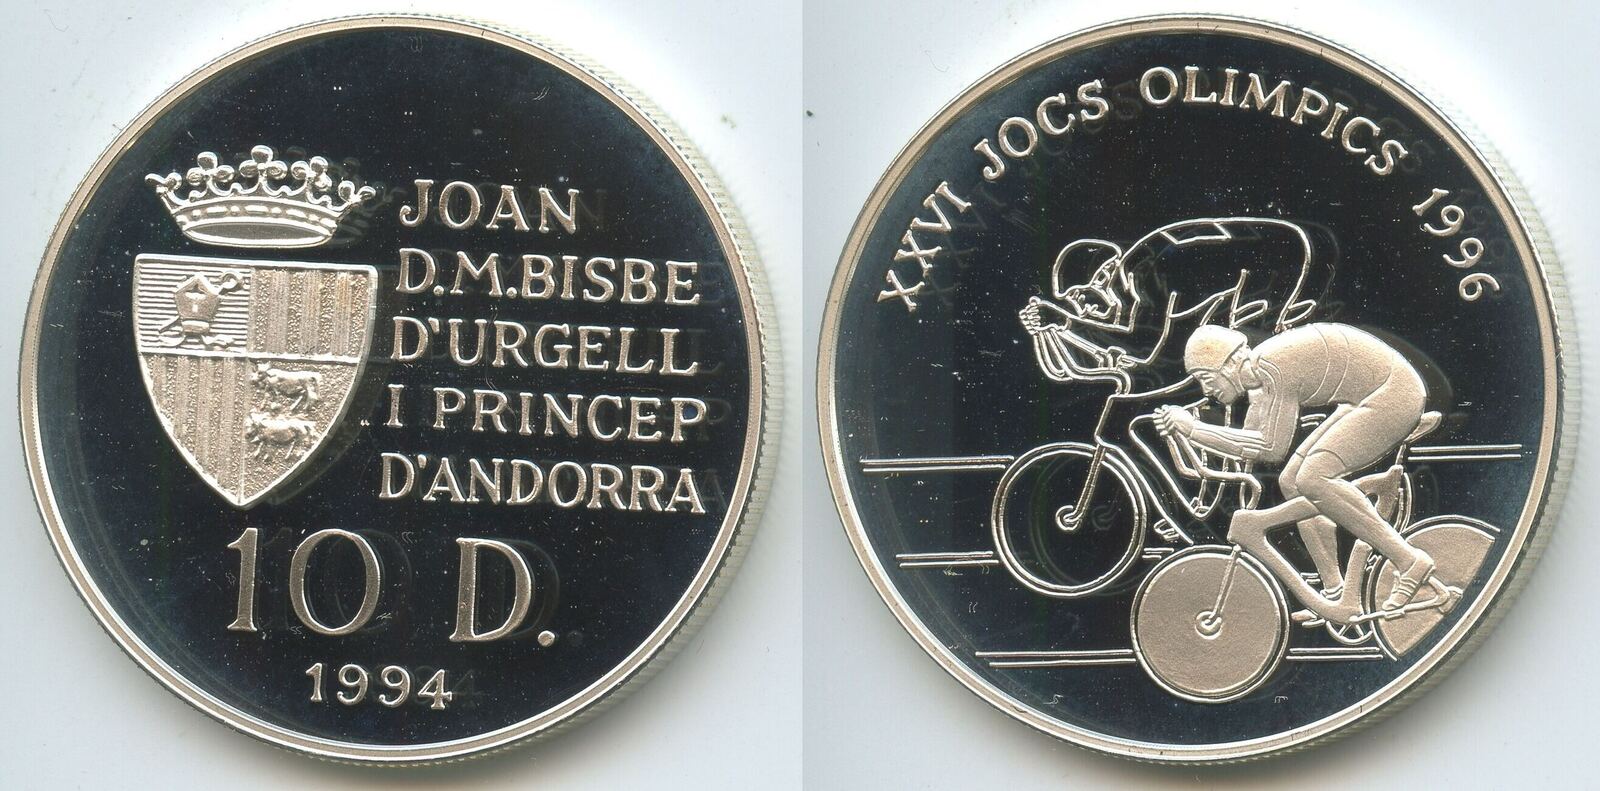 JOAN
D.M.BISBE
D'URGELL
I PRINCEP
D'ANDORRA
10 D.
1994
XXVI JOCS OLIMPICS 1996